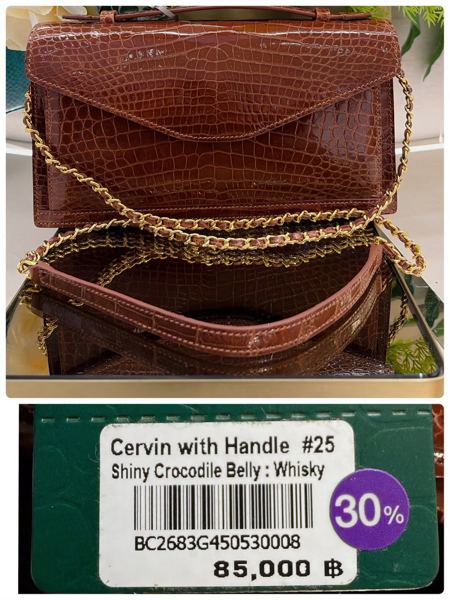 Cervin with Handle #25
Shiny Crocodile Belly : Whisky
30%
BC2683G450530008
85,000 ฿